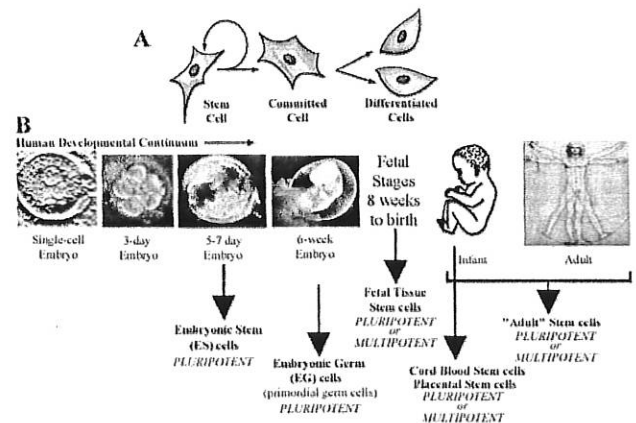 A
Stem
Cell
Committed
Cell
Differentiated
Cells
B
Human Developmental Continuum
Single-cell
Embryo
3-day
Embryo
5-7 day
Embryo
6-week
Embryo
Fetal
Stages
8 weeks
to birth
Infant
Adult
Embryonic Stem
(ES) cells
PLURIPOTENT
Embryonic Germ
(EG) cells
(primordial germ cells)
PLURIPOTENT
Fetal Tissue
Stem cells
PLURIPOTENT
or
MULTIPOTENT
Cord Blood Stem cells
Placental Stem cells
PLURIPOTENT
or
MULTIPOTENT
"Adult" Stem cells
PLURIPOTENT
or
MULTIPOTENT